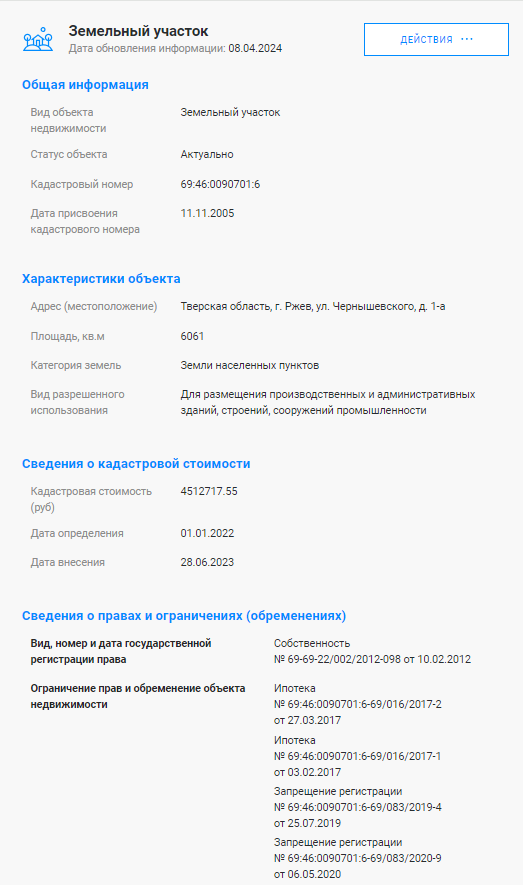 Земельный участок
Дата обновления информации: 08.04.2024
ДЕЙСТВИЯ ···
Общая информация
Вид объекта
недвижимости
Земельный участок
Статус объекта
Актуально
Кадастровый номер
69:46:0090701:6
Дата присвоения
кадастрового номера
11.11.2005
Характеристики объекта
Адрес (местоположение)
Тверская область, г. Ржев, ул. Чернышевского, д. 1-а
Площадь, кв.м
6061
Категория земель
Земли населенных пунктов
Вид разрешенного
использования
Для размещения производственных и административных
зданий, строений, сооружений промышленности
Сведения о кадастровой стоимости
Кадастровая стоимость
(руб)
4512717.55
Дата определения
01.01.2022
Дата внесения
28.06.2023
Сведения о правах и ограничениях (обременениях)
Вид, номер и дата государственной
регистрации права
Собственность
№ 69-69-22/002/2012-098 от 10.02.2012
Ограничение прав и обременение объекта
недвижимости
Ипотека
№ 69:46:0090701:6-69/016/2017-2
от 27.03.2017
Ипотека
№ 69:46:0090701:6-69/016/2017-1
от 03.02.2017
Запрещение регистрации
№ 69:46:0090701:6-69/083/2019-4
от 25.07.2019
Запрещение регистрации
№ 69:46:0090701:6-69/083/2020-9
от 06.05.2020